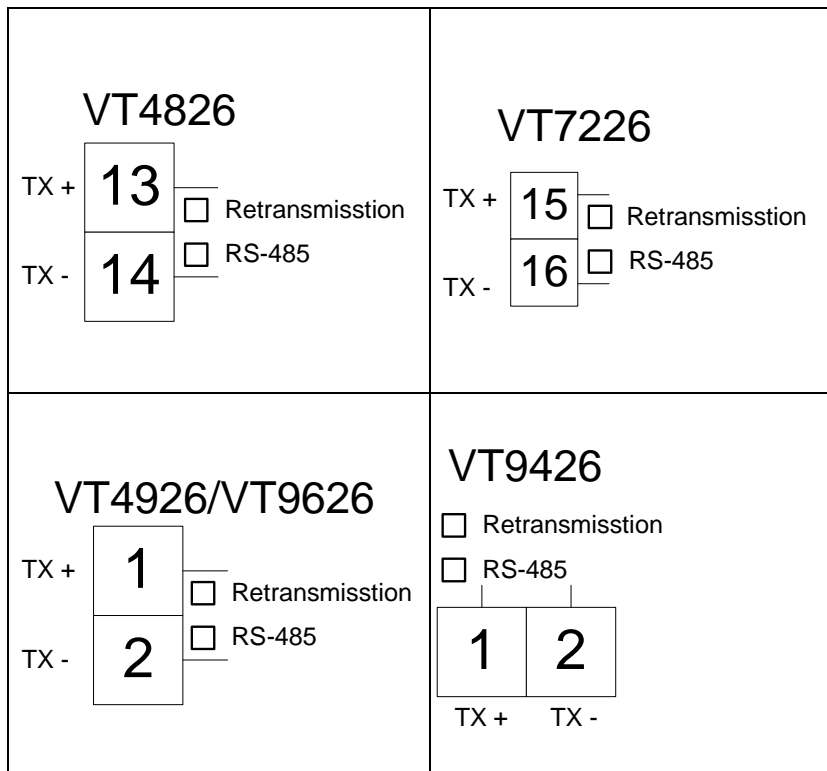 VT4826
TX + 13
Retransmisstion
RS-485
TX - 14
VT7226
TX + 15
Retransmisstion
RS-485
TX - 16
VT4926/VT9626
TX + 1
Retransmisstion
RS-485
TX - 2
VT9426
Retransmisstion
RS-485
1 2
TX + TX -